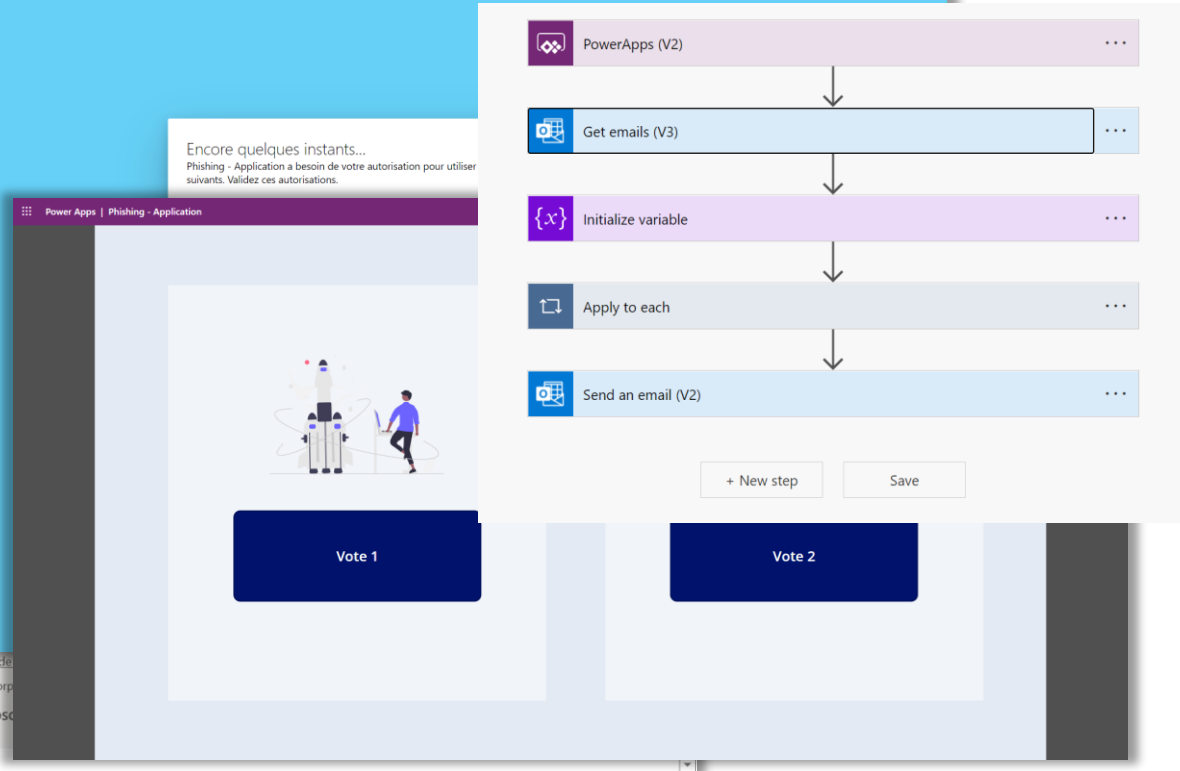 PowerApps (V2)
Get emails (V3)
Initialize variable
Apply to each
Send an email (V2)
+ New step
Save
Encore quelques instants...
Phishing - Application a besoin de votre autorisation pour utiliser
suivants. Validez ces autorisations.
Power Apps | Phishing - Application
Vote 1
Vote 2
de